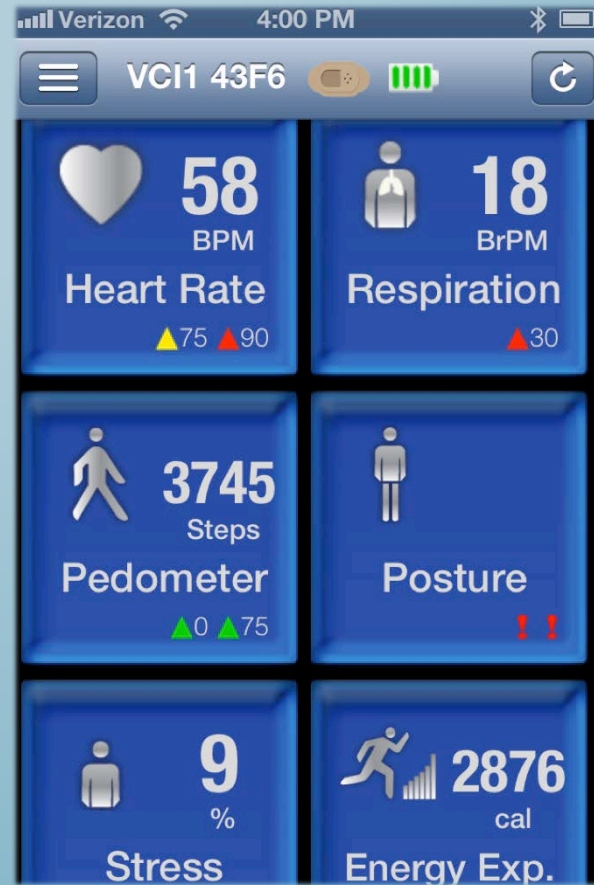 Verizon 4:00 PM
VCI1 43F6
58
BPM
Heart Rate
75 90
18
BrPM
Respiration
30
3745
Steps
Pedometer
0 75
Posture
! !
9
%
Stress
2876
cal
Energy Exp.